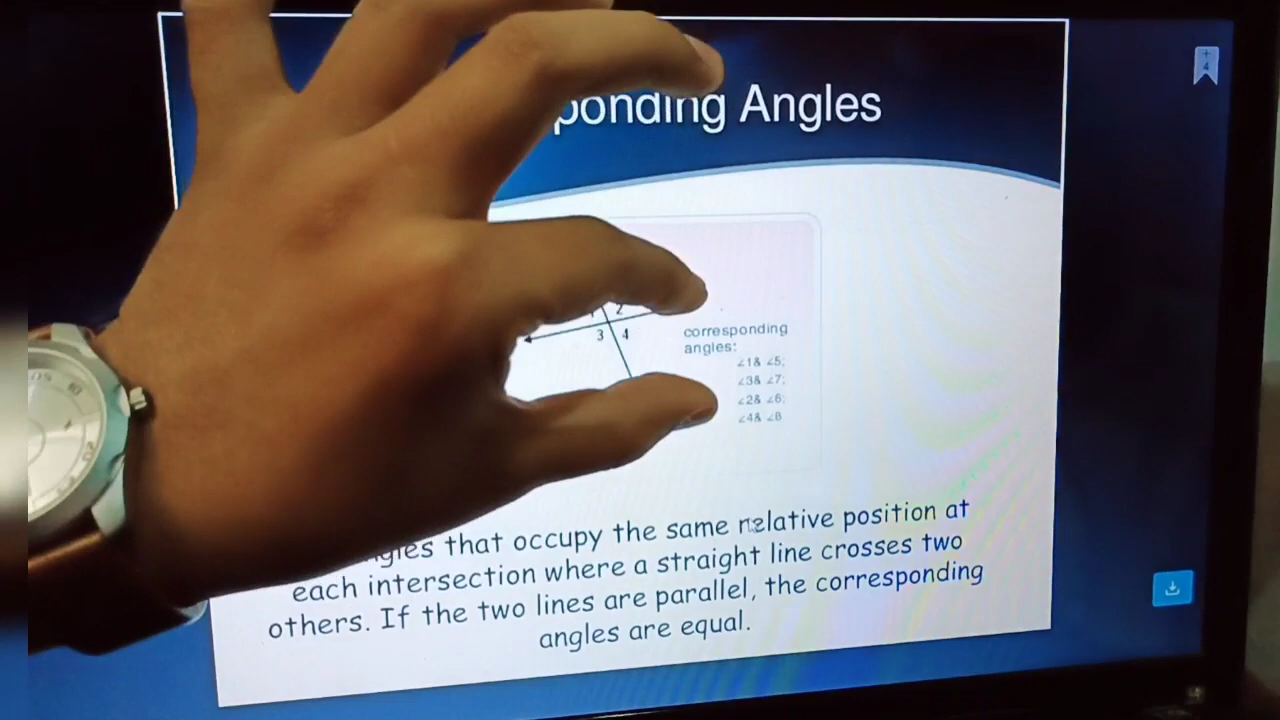 ponding Angles
2
3 4
corresponding
angles:
∠1& ∠5;
∠3& ∠7;
∠2& ∠6;
∠4& ∠8
that occupy the same relative position at
each intersection where a straight line crosses two
others. If the two lines are parallel, the corresponding
angles are equal.
4